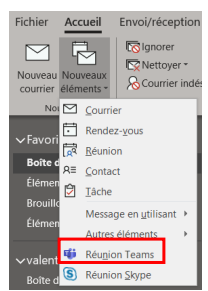 Fichier Accueil Envoi/réception
Nouveau courrier
Nouveaux éléments
Ignorer
Nettoyer
Courrier indés
No
Courrier
Rendez-vous
Réunion
Contact
Tâche
Message en utilisant
Autres éléments
Réunion Teams
Réunion Skype
Favori
Boîte d
Élémen
Brouillo
Élémen
valent
Boîte d